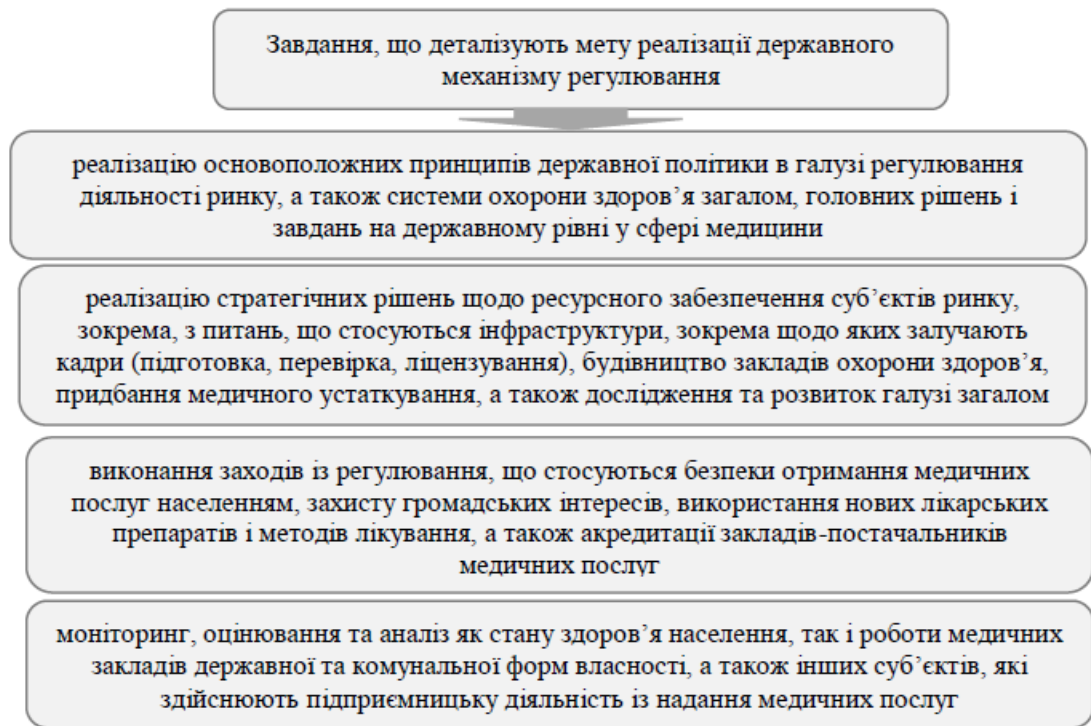 Завдання, що деталізують мету реалізації державного
механізму регулювання
реалізацію основоположних принципів державної політики в галузі регулювання
діяльності ринку, а також системи охорони здоров’я загалом, головних рішень і
завдань на державному рівні у сфері медицини
реалізацію стратегічних рішень щодо ресурсного забезпечення суб’єктів ринку,
зокрема, з питань, що стосуються інфраструктури, зокрема щодо яких залучають
кадри (підготовка, перевірка, ліцензування), будівництво закладів охорони здоров’я,
придбання медичного устаткування, а також дослідження та розвиток галузі загалом
виконання заходів із регулювання, що стосуються безпеки отримання медичних
послуг населенням, захисту громадських інтересів, використання нових лікарських
препаратів і методів лікування, а також акредитації закладів-постачальників
медичних послуг
моніторинг, оцінювання та аналіз як стану здоров’я населення, так і роботи медичних
закладів державної та комунальної форм власності, а також інших суб’єктів, які
здійснюють підприємницьку діяльність із надання медичних послуг